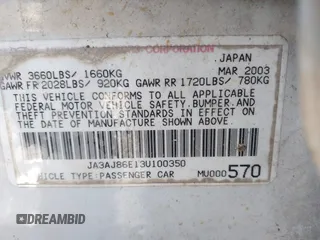 JAPAN
GVWR 3660LBS/ 1660KG MAR 2003
GAWR FR 2028LBS/ 920KG GAWR RR 1720LBS/ 780KG
THIS VEHICLE CONFORMS TO ALL APPLICABLE
FEDERAL MOTOR VEHICLE SAFETY, BUMPER, AND
THEFT PREVENTION STANDARDS IN EFFECT ON
THE DATE OF MANUFACTURE SHOWN ABOVE.
JA3AJ86E13U100350
VEHICLE TYPE: PASSENGER CAR MU000570
DREAMBID
.COM